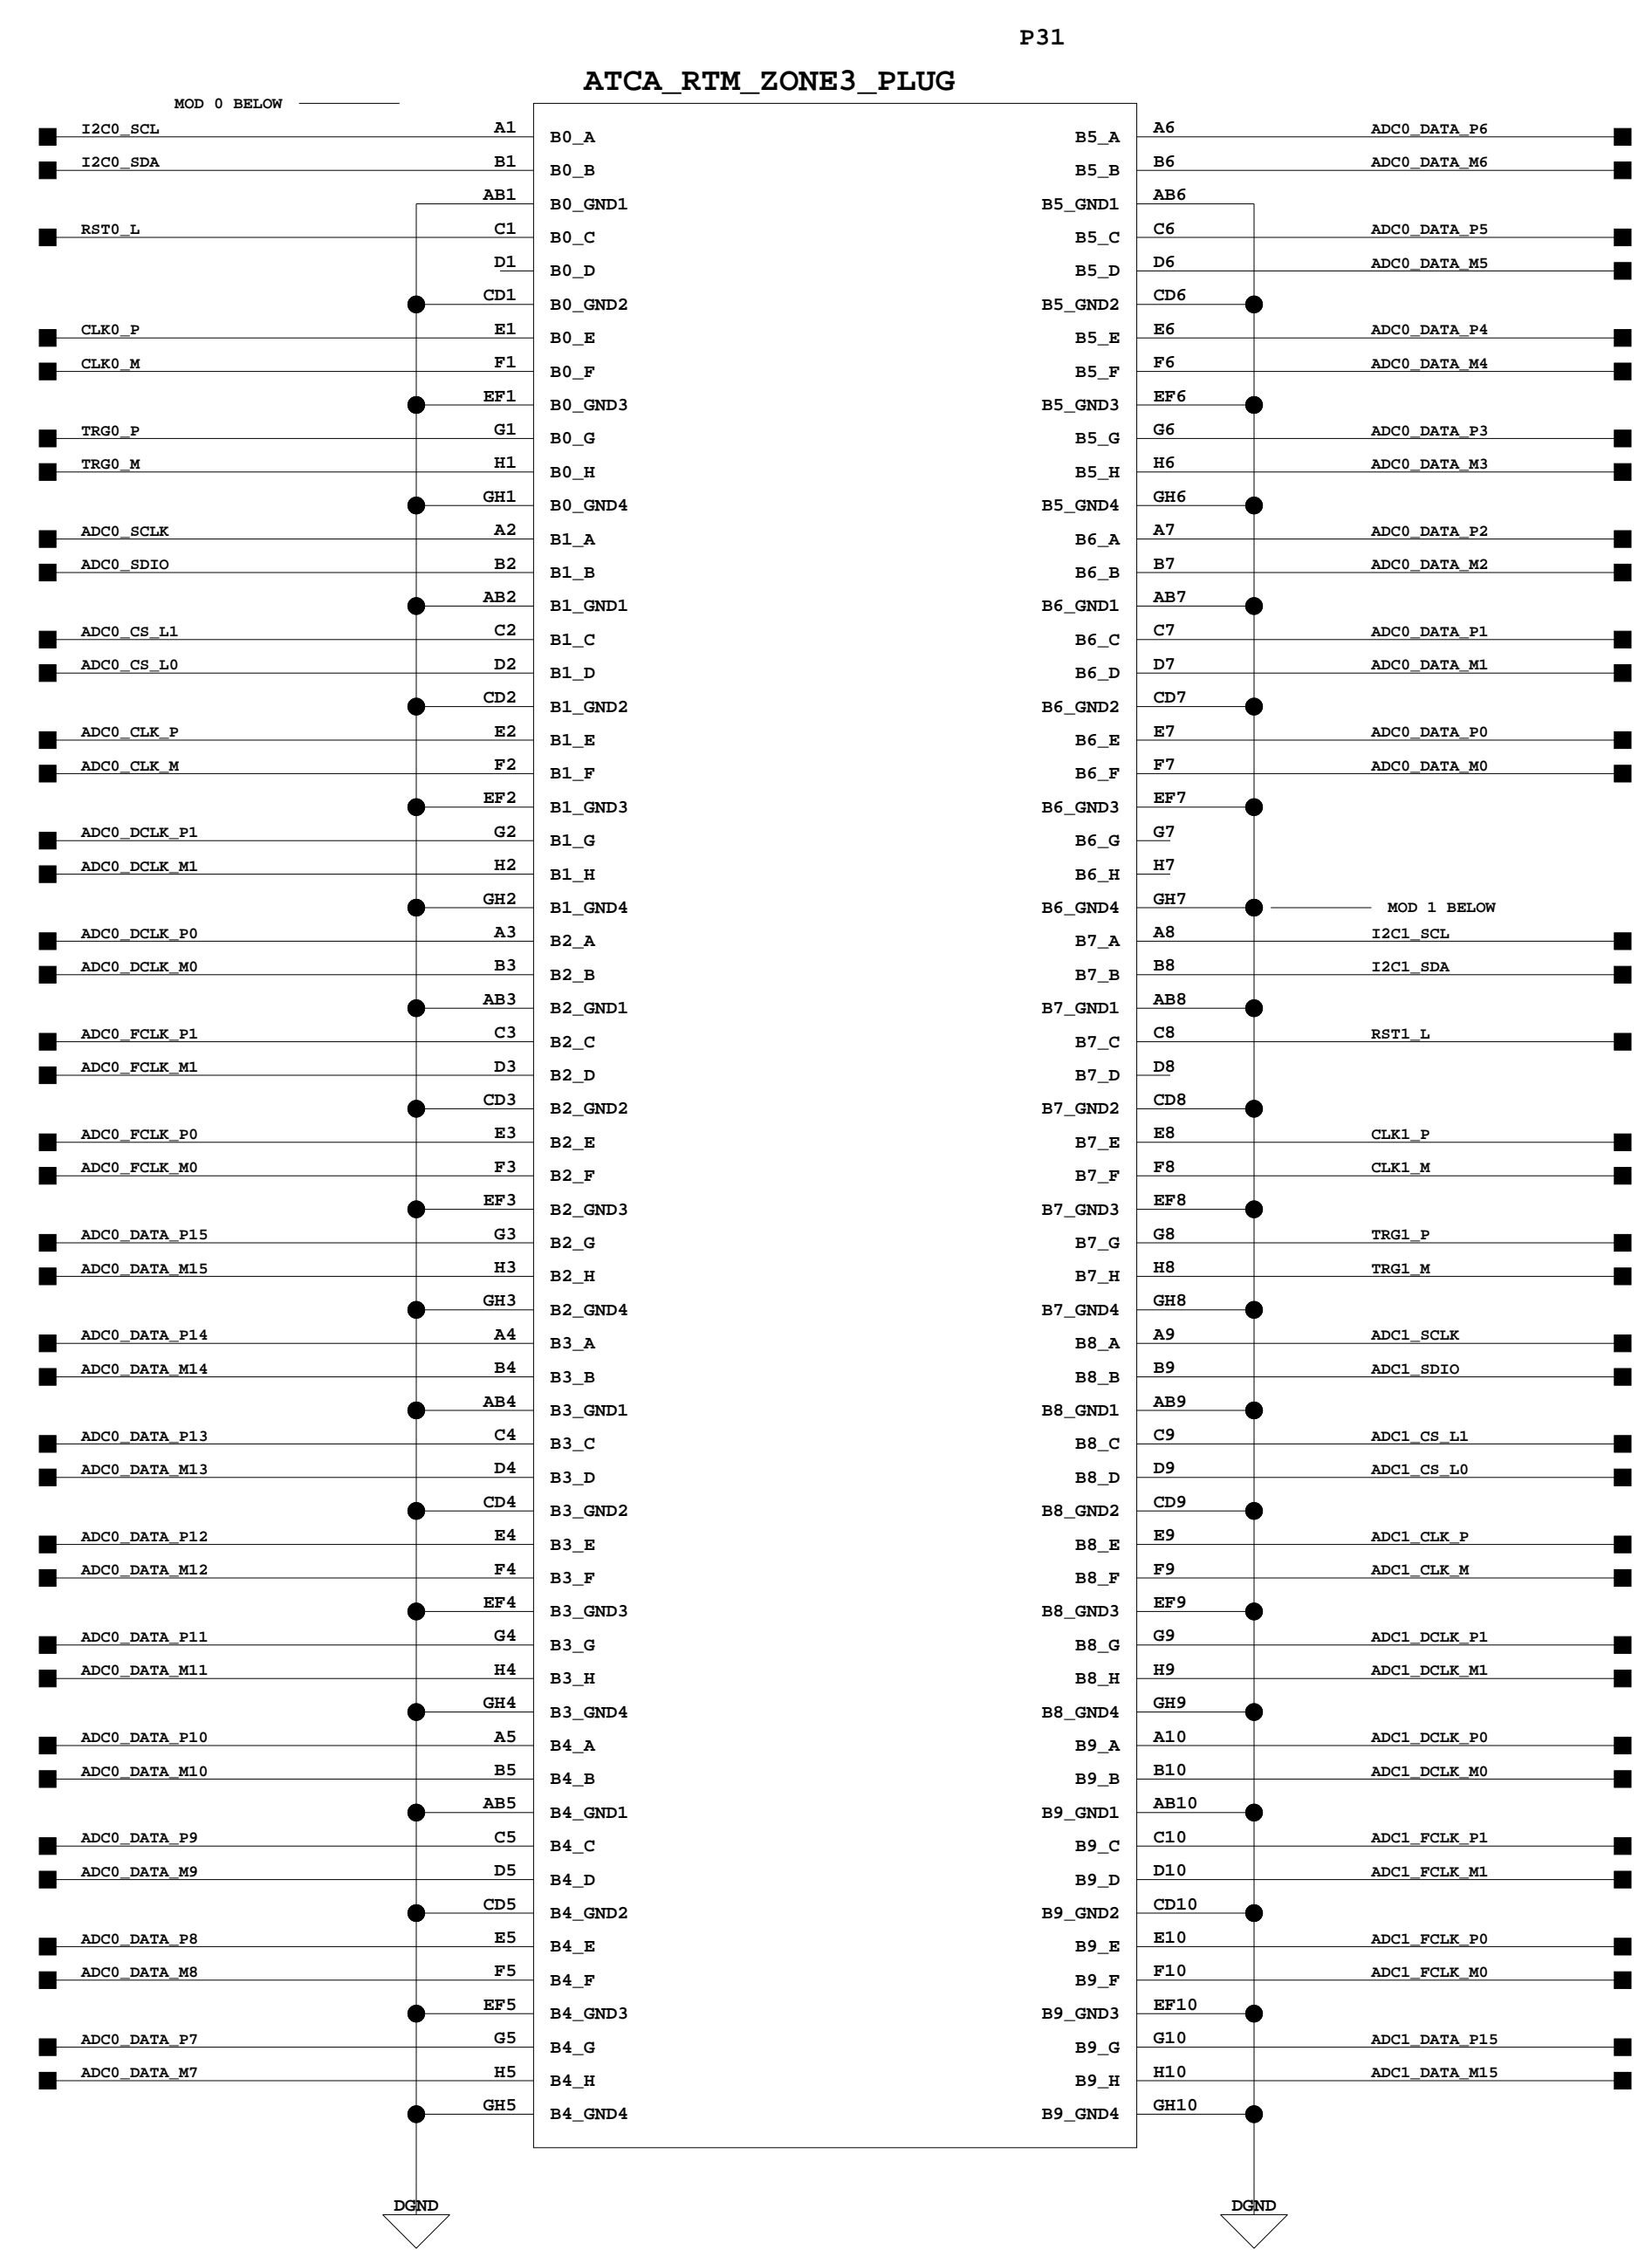 P31
ATCA_RTM_ZONE3_PLUG
MOD 0 BELOW
I2C0_SCL A1 B0_A B5_A A6 ADC0_DATA_P6
I2C0_SDA B1 B0_B B5_B B6 ADC0_DATA_M6
AB1 B0_GND1 B5_GND1 AB6
RST0_L C1 B0_C B5_C C6 ADC0_DATA_P5
D1 B0_D B5_D D6 ADC0_DATA_M5
CD1 B0_GND2 B5_GND2 CD6
CLK0_P E1 B0_E B5_E E6 ADC0_DATA_P4
CLK0_M F1 B0_F B5_F F6 ADC0_DATA_M4
EF1 B0_GND3 B5_GND3 EF6
TRG0_P G1 B0_G B5_G G6 ADC0_DATA_P3
TRG0_M H1 B0_H B5_H H6 ADC0_DATA_M3
GH1 B0_GND4 B5_GND4 GH6
ADC0_SCLK A2 B1_A B6_A A7 ADC0_DATA_P2
ADC0_SDIO B2 B1_B B6_B B7 ADC0_DATA_M2
AB2 B1_GND1 B6_GND1 AB7
ADC0_CS_L1 C2 B1_C B6_C C7 ADC0_DATA_P1
ADC0_CS_L0 D2 B1_D B6_D D7 ADC0_DATA_M1
CD2 B1_GND2 B6_GND2 CD7
ADC0_CLK_P E2 B1_E B6_E E7 ADC0_DATA_P0
ADC0_CLK_M F2 B1_F B6_F F7 ADC0_DATA_M0
EF2 B1_GND3 B6_GND3 EF7
ADC0_DCLK_P1 G2 B1_G B6_G G7
ADC0_DCLK_M1 H2 B1_H B6_H H7
GH2 B1_GND4 B6_GND4 GH7 MOD 1 BELOW
ADC0_DCLK_P0 A3 B2_A B7_A A8 I2C1_SCL
ADC0_DCLK_M0 B3 B2_B B7_B B8 I2C1_SDA
AB3 B2_GND1 B7_GND1 AB8
ADC0_FCLK_P1 C3 B2_C B7_C C8 RST1_L
ADC0_FCLK_M1 D3 B2_D B7_D D8
CD3 B2_GND2 B7_GND2 CD8
ADC0_FCLK_P0 E3 B2_E B7_E E8 CLK1_P
ADC0_FCLK_M0 F3 B2_F B7_F F8 CLK1_M
EF3 B2_GND3 B7_GND3 EF8
ADC0_DATA_P15 G3 B2_G B7_G G8 TRG1_P
ADC0_DATA_M15 H3 B2_H B7_H H8 TRG1_M
GH3 B2_GND4 B7_GND4 GH8
ADC0_DATA_P14 A4 B3_A B8_A A9 ADC1_SCLK
ADC0_DATA_M14 B4 B3_B B8_B B9 ADC1_SDIO
AB4 B3_GND1 B8_GND1 AB9
ADC0_DATA_P13 C4 B3_C B8_C C9 ADC1_CS_L1
ADC0_DATA_M13 D4 B3_D B8_D D9 ADC1_CS_L0
CD4 B3_GND2 B8_GND2 CD9
ADC0_DATA_P12 E4 B3_E B8_E E9 ADC1_CLK_P
ADC0_DATA_M12 F4 B3_F B8_F F9 ADC1_CLK_M
EF4 B3_GND3 B8_GND3 EF9
ADC0_DATA_P11 G4 B3_G B8_G G9 ADC1_DCLK_P1
ADC0_DATA_M11 H4 B3_H B8_H H9 ADC1_DCLK_M1
GH4 B3_GND4 B8_GND4 GH9
ADC0_DATA_P10 A5 B4_A B9_A A10 ADC1_DCLK_P0
ADC0_DATA_M10 B5 B4_B B9_B B10 ADC1_DCLK_M0
AB5 B4_GND1 B9_GND1 AB10
ADC0_DATA_P9 C5 B4_C B9_C C10 ADC1_FCLK_P1
ADC0_DATA_M9 D5 B4_D B9_D D10 ADC1_FCLK_M1
CD5 B4_GND2 B9_GND2 CD10
ADC0_DATA_P8 E5 B4_E B9_E E10 ADC1_FCLK_P0
ADC0_DATA_M8 F5 B4_F B9_F F10 ADC1_FCLK_M0
EF5 B4_GND3 B9_GND3 EF10
ADC0_DATA_P7 G5 B4_G B9_G G10 ADC1_DATA_P15
ADC0_DATA_M7 H5 B4_H B9_H H10 ADC1_DATA_M15
GH5 B4_GND4 B9_GND4 GH10
DGND DGND